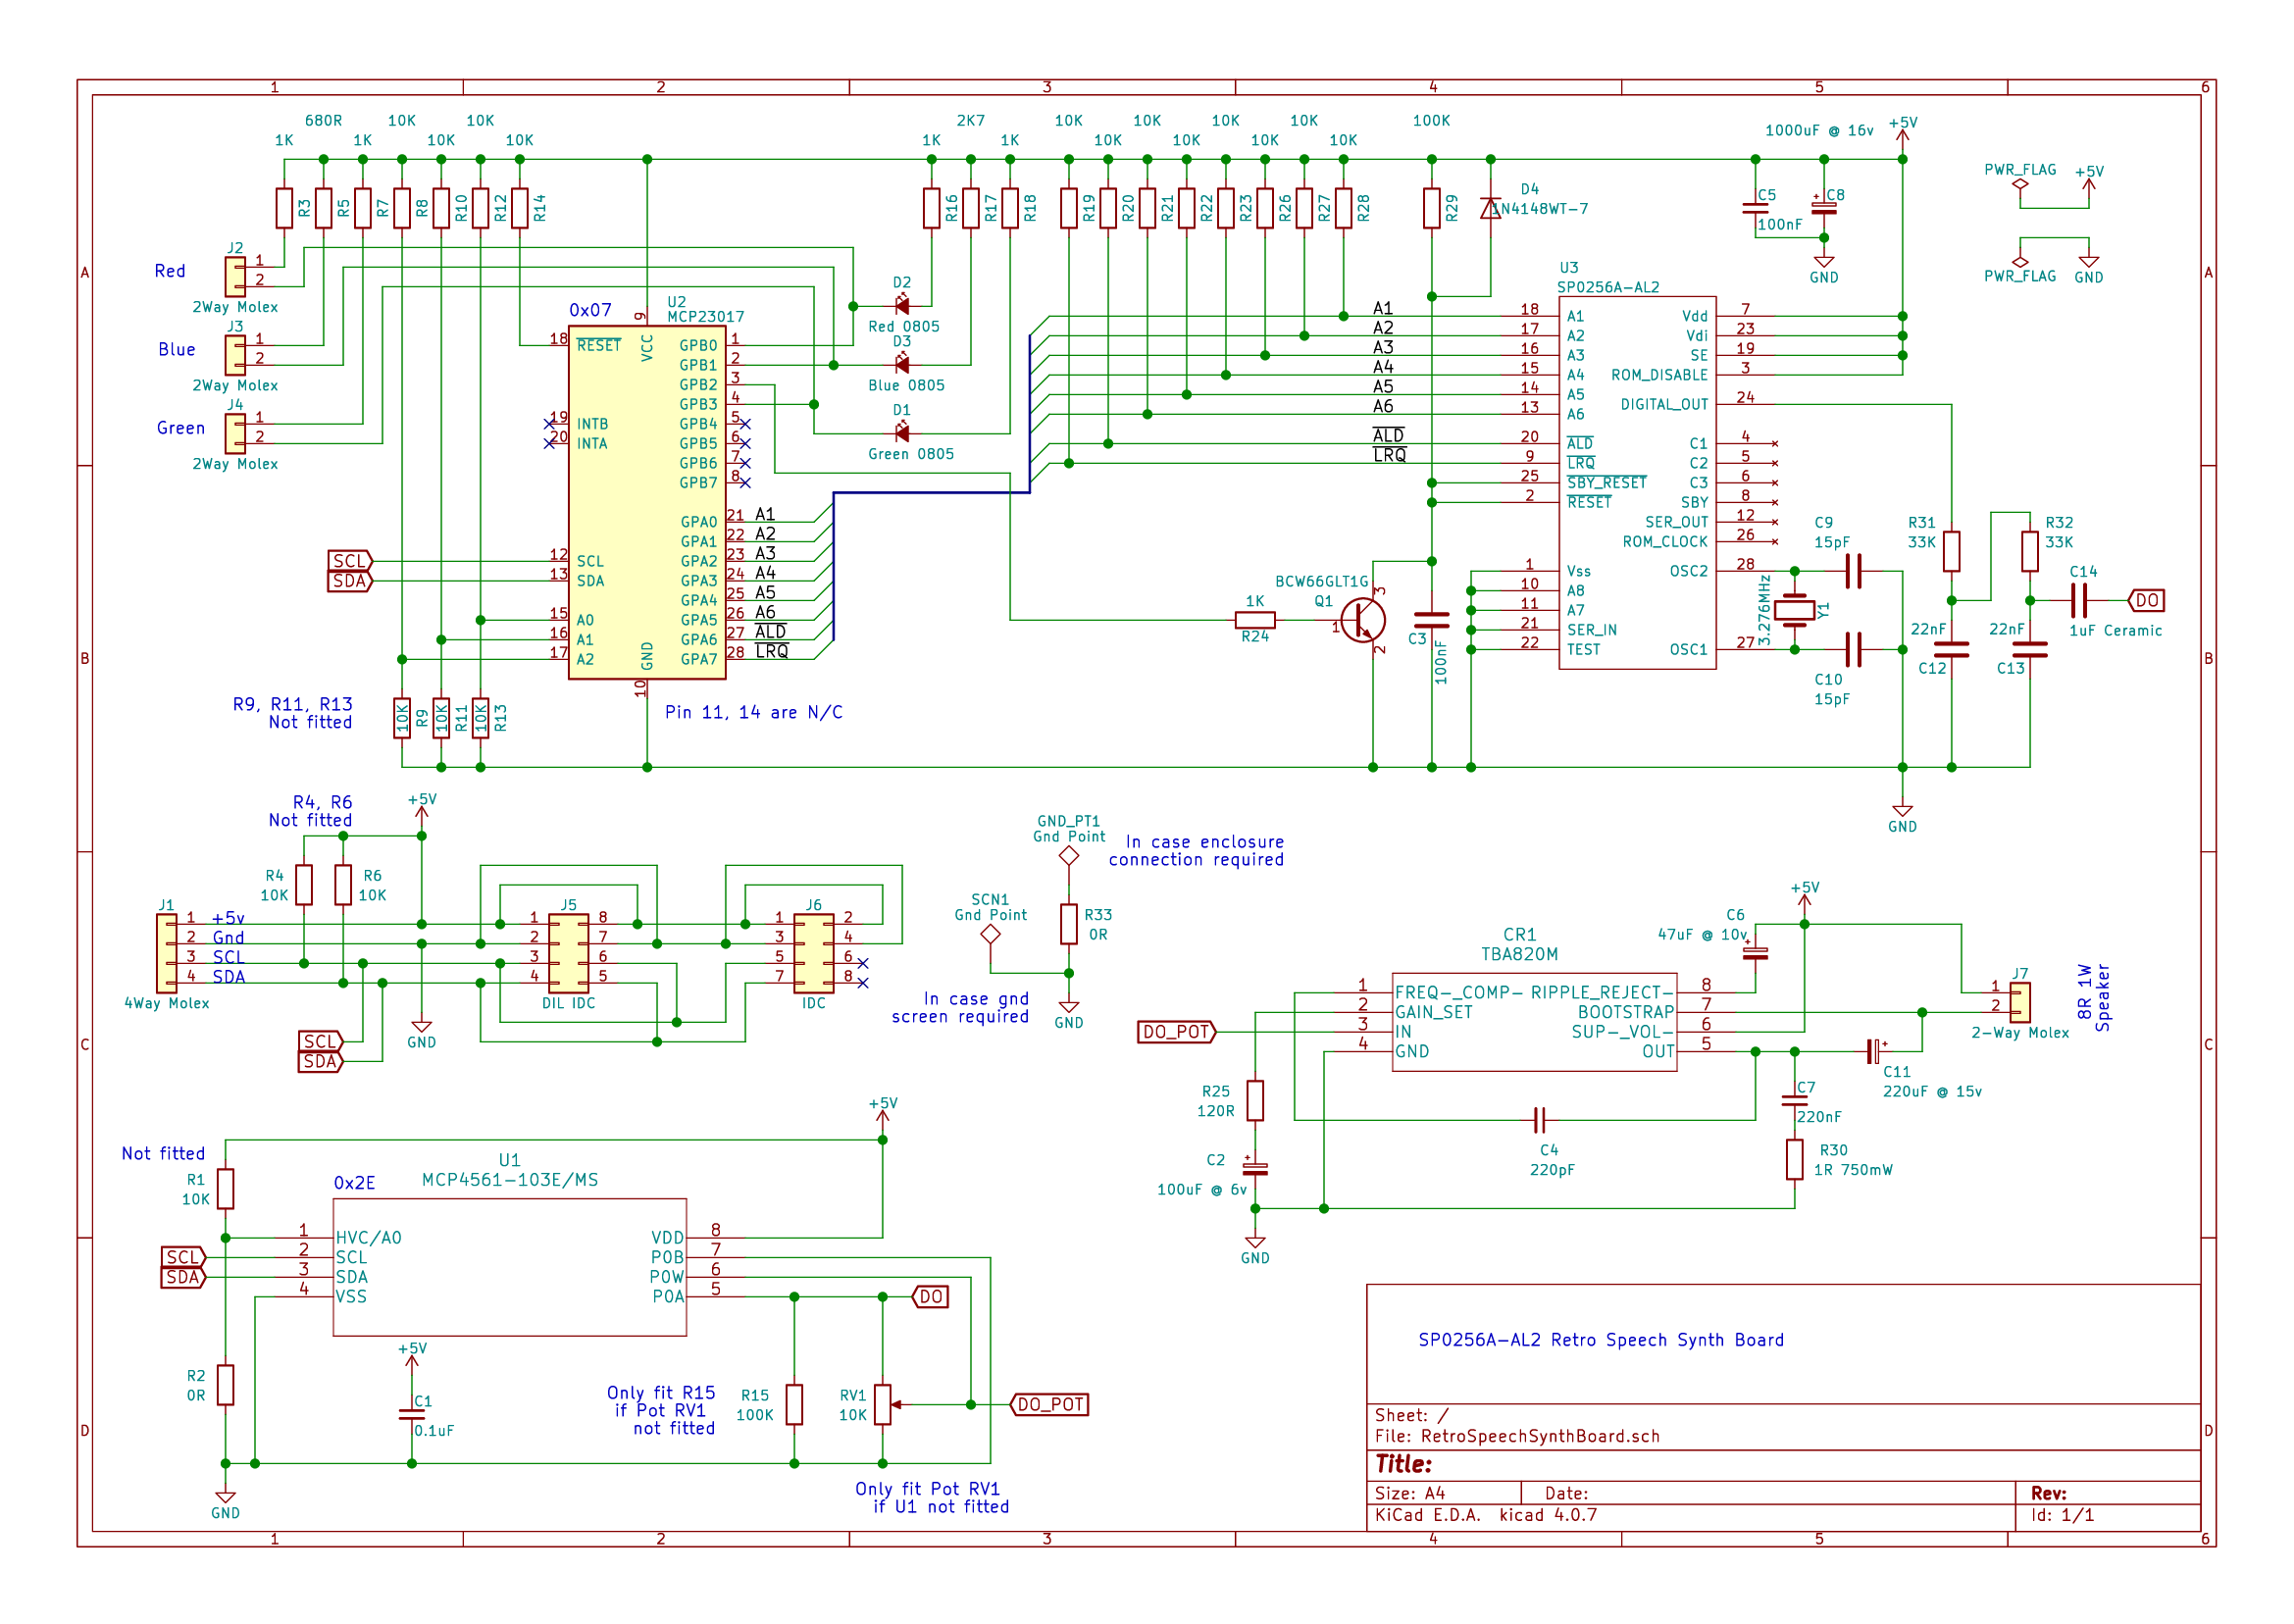 1 2 3 4 5 6
680R 10K 10K 2K7 10K 10K 10K 10K 100K 1000uF @ 16v +5V
1K 1K 10K 10K 1K 1K 10K 10K 10K 10K
PWR_FLAG +5V
R3 R5 R7 R8 R10 R12 R14 R16 R17 R18 R19 R20 R21 R22 R23 R26 R27 R28 R29
D4
1N4148WT-7
C5
100nF
C8
GND
PWR_FLAG GND
A
A
Red
J2
1
2
2Way Molex
Blue
J3
1
2
2Way Molex
Green
J4
1
2
2Way Molex
0x07
U2
MCP23017
18 RESET
19 INTB
20 INTA
12 SCL
13 SDA
15 A0
16 A1
17 A2
9 VCC
GND 10
GPB0 1
GPB1 2
GPB2 3
GPB3 4
GPB4 5
GPB5 6
GPB6 7
GPB7 8
GPA0 21 A1
GPA1 22 A2
GPA2 23 A3
GPA3 24 A4
GPA4 25 A5
GPA5 26 A6
GPA6 27 ALD
GPA7 28 LRQ
SCL
SDA
D2
Red 0805
D3
Blue 0805
D1
Green 0805
U3
SP0256A-AL2
A1 18 A1
A2 17 A2
A3 16 A3
A4 15 A4
A5 14 A5
A6 13 A6
ALD 20 ALD
LRQ 9 LRQ
25 SBY_RESET
2 RESET
1 Vss
10 A8
11 A7
21 SER_IN
22 TEST
Vdd 7
Vdi 23
SE 19
ROM_DISABLE 3
DIGITAL_OUT 24
C1 4
C2 5
C3 6
SBY 8
SER_OUT 12
ROM_CLOCK 26
OSC2 28
OSC1 27
BCW66GLT1G
Q1
1
2
3
1K
R24
C3
100nF
3.276MHz
Y1
C9
15pF
C10
15pF
R31
33K
R32
33K
22nF
C12
22nF
C13
C14
1uF Ceramic
DO
GND
B
B
R9, R11, R13
Not fitted
10K R9 10K R11 10K R13
Pin 11, 14 are N/C
R4, R6
Not fitted
+5V
R4
10K
R6
10K
J1
1 +5v
2 Gnd
3 SCL
4 SDA
4Way Molex
SCL
SDA
GND
J5
1 8
2 7
3 6
4 5
DIL IDC
J6
1 2
3 4
5 6
7 8
IDC
GND_PT1
Gnd Point
In case enclosure
connection required
SCN1
Gnd Point
R33
0R
In case gnd
screen required
GND
C
C
+5V
C6
47uF @ 10v
CR1
TBA820M
1 FREQ-_COMP- RIPPLE_REJECT- 8
2 GAIN_SET BOOTSTRAP 7
3 IN SUP-_VOL- 6
4 GND OUT 5
DO_POT
J7
1
2
2-Way Molex
8R 1W
Speaker
R25
120R
C2
100uF @ 6v
C4
220pF
C7
220nF
R30
1R 750mW
C11
220uF @ 15v
GND
Not fitted
R1
10K
0x2E
U1
MCP4561-103E/MS
+5V
1 HVC/A0 VDD 8
2 SCL P0B 7
3 SDA P0W 6
4 VSS P0A 5
SCL
SDA
DO
R2
0R
+5V
C1
0.1uF
Only fit R15
if Pot RV1
not fitted
R15
100K
RV1
10K
DO_POT
GND
Only fit Pot RV1
if U1 not fitted
D
D
SP0256A-AL2 Retro Speech Synth Board
Sheet: /
File: RetroSpeechSynthBoard.sch
Title:
Size: A4 Date: Rev:
KiCad E.D.A. kicad 4.0.7 Id: 1/1
1 2 3 4 5 6